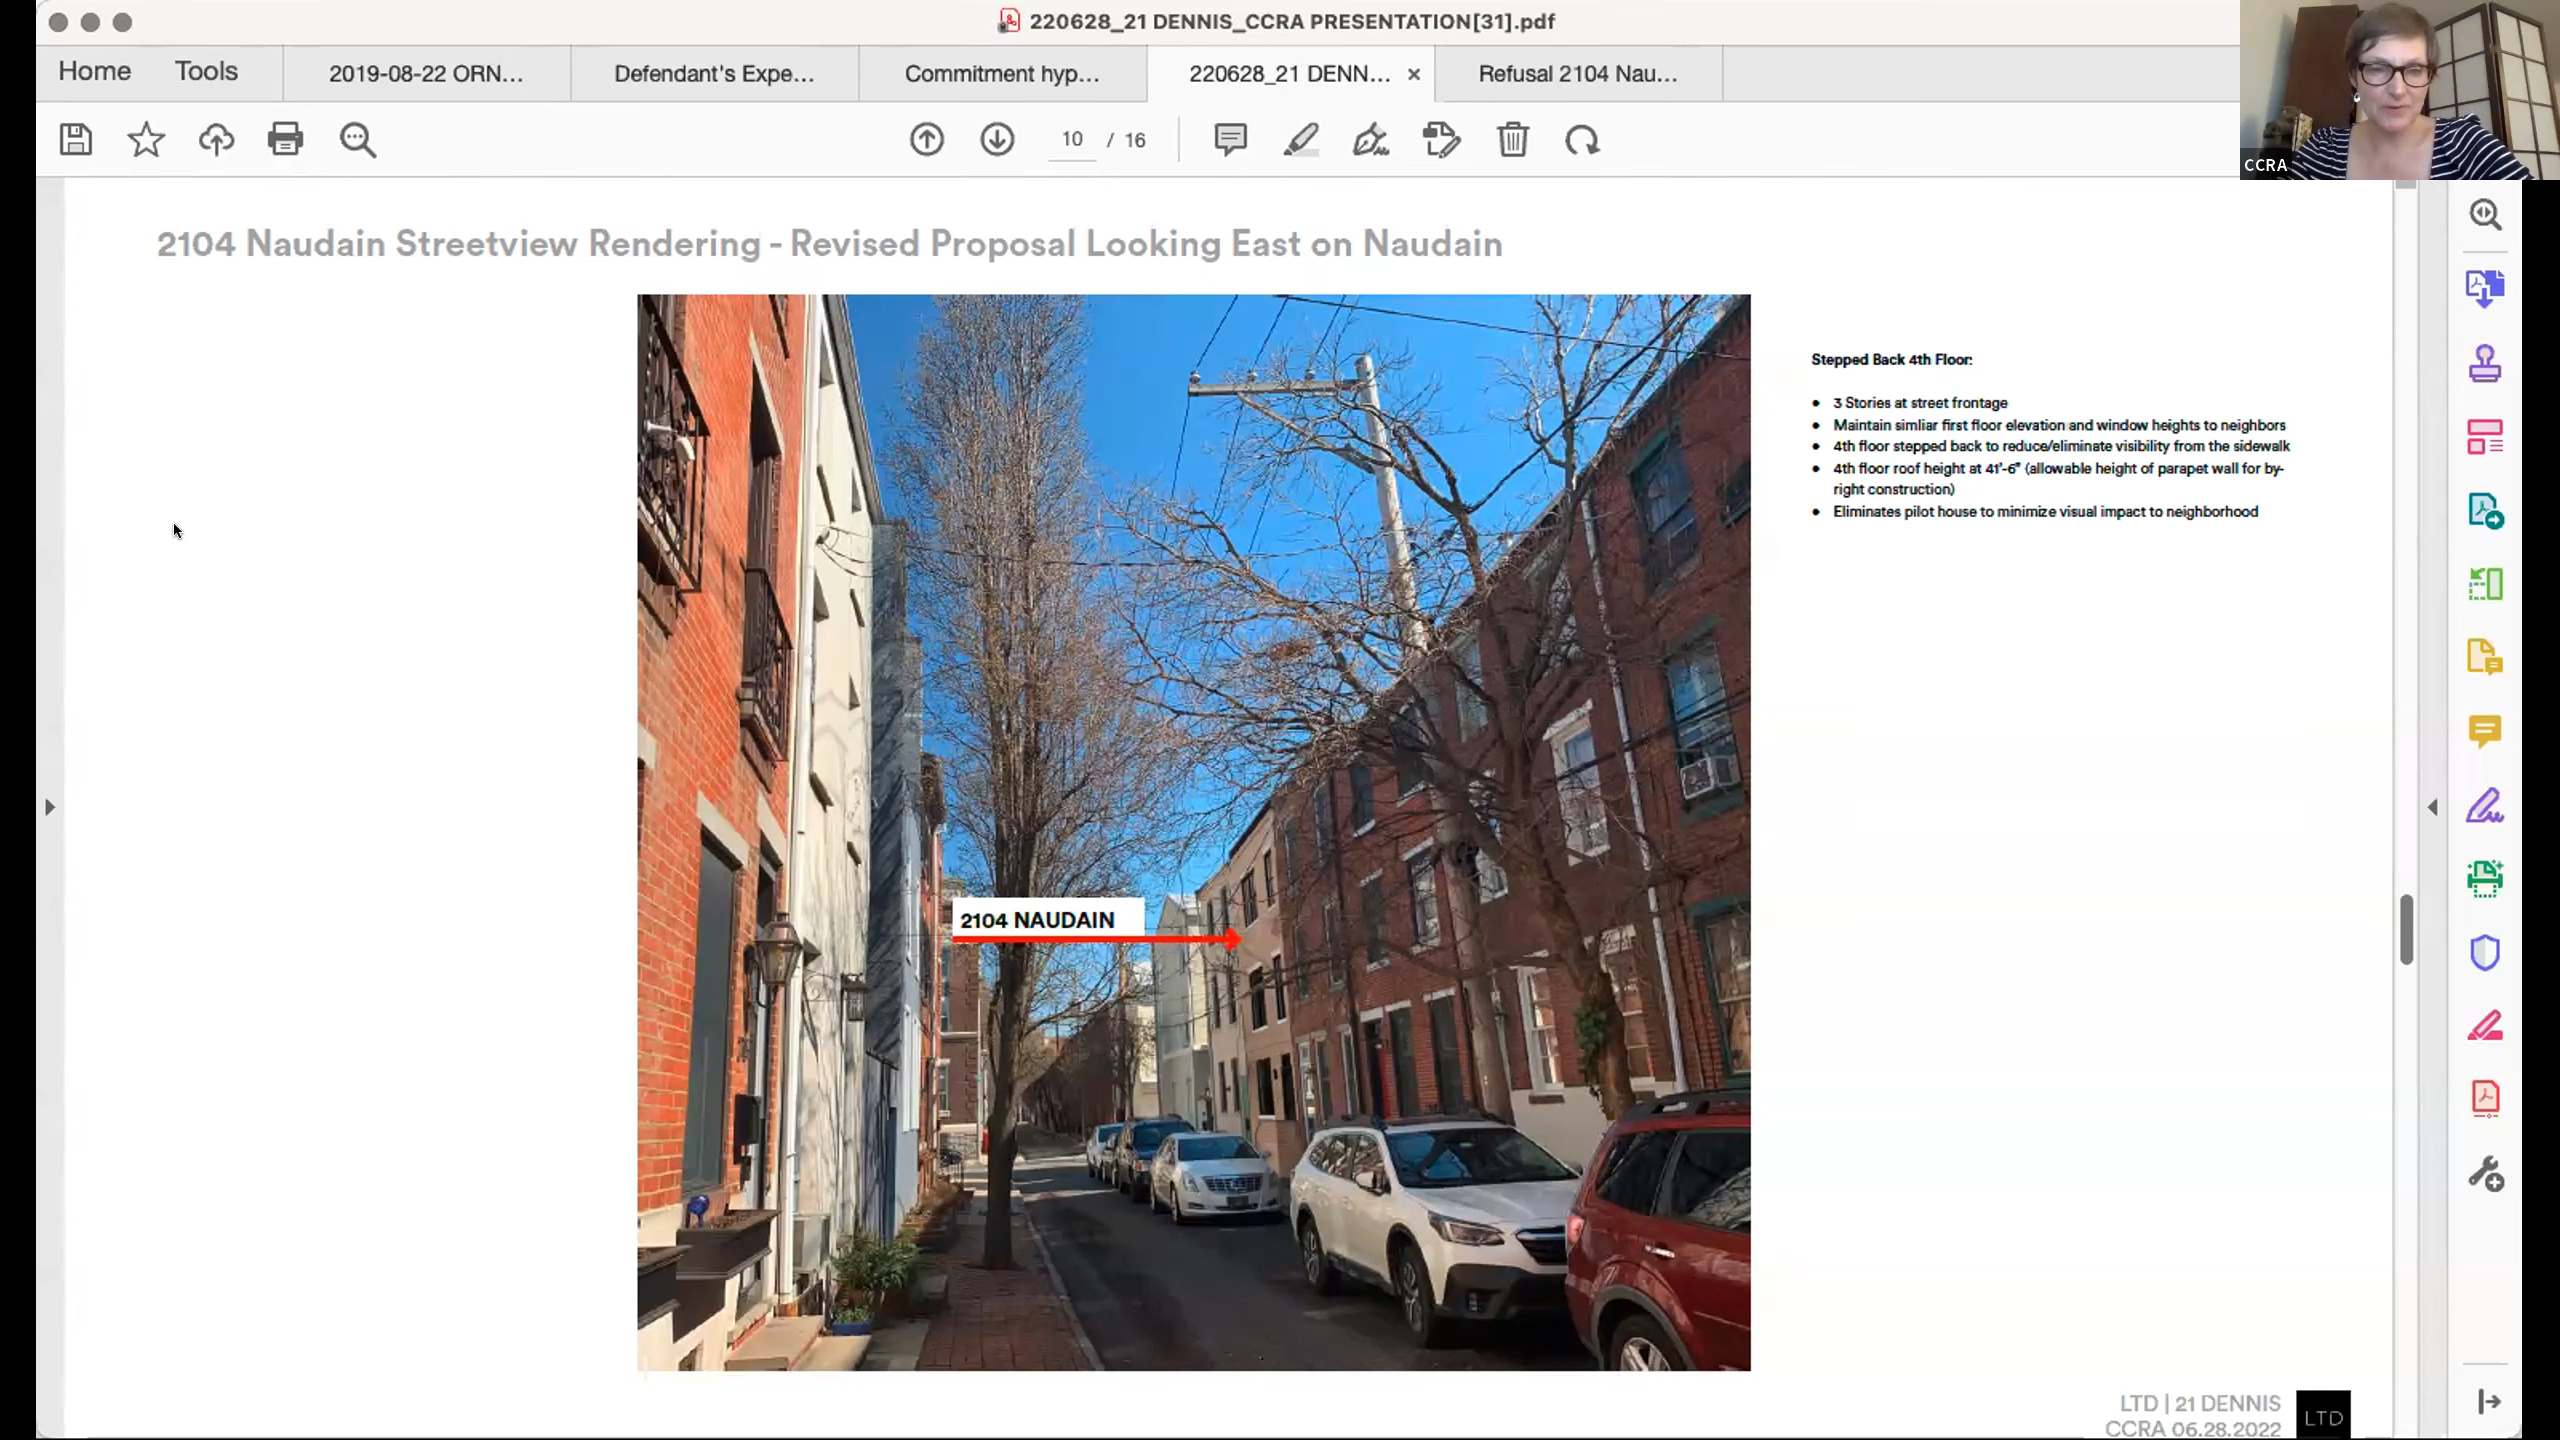 220628_21 DENNIS_CCRA PRESENTATION[31].pdf
Home
Tools
2019-08-22 ORN...
Defendant's Expe...
Commitment hyp...
220628_21 DENN... ×
Refusal 2104 Nau...
10 / 16
CCRA
2104 Naudain Streetview Rendering - Revised Proposal Looking East on Naudain
Stepped Back 4th Floor:
• 3 Stories at street frontage
• Maintain simliar first floor elevation and window heights to neighbors
• 4th floor stepped back to reduce/eliminate visibility from the sidewalk
• 4th floor roof height at 41'-6" (allowable height of parapet wall for by-
right construction)
• Eliminates pilot house to minimize visual impact to neighborhood
2104 NAUDAIN
LTD | 21 DENNIS
CCRA 06.28.2022
LTD